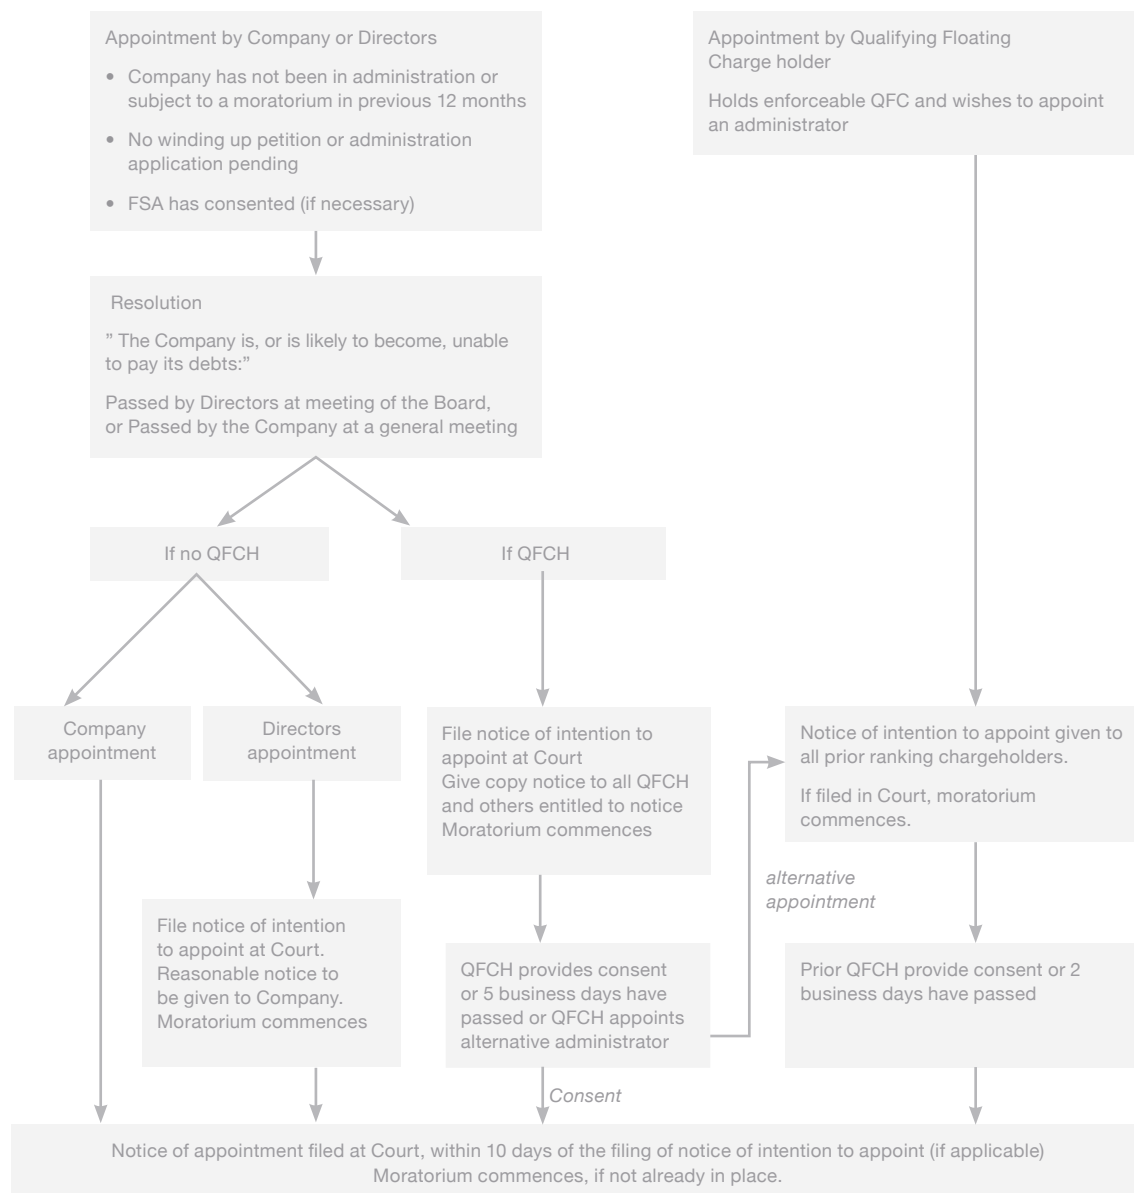 Appointment by Company or Directors
• Company has not been in administration or
subject to a moratorium in previous 12 months
• No winding up petition or administration
application pending
• FSA has consented (if necessary)
Appointment by Qualifying Floating
Charge holder
Holds enforceable QFC and wishes to appoint
an administrator
Resolution
” The Company is, or is likely to become, unable
to pay its debts:”
Passed by Directors at meeting of the Board,
or Passed by the Company at a general meeting
If no QFCH
If QFCH
Company
appointment
Directors
appointment
File notice of intention to
appoint at Court
Give copy notice to all QFCH
and others entitled to notice
Moratorium commences
Notice of intention to appoint given to
all prior ranking chargeholders.
If filed in Court, moratorium
commences.
alternative
appointment
File notice of intention
to appoint at Court.
Reasonable notice to
be given to Company.
Moratorium commences
QFCH provides consent
or 5 business days have
passed or QFCH appoints
alternative administrator
Prior QFCH provide consent or 2
business days have passed
Consent
Notice of appointment filed at Court, within 10 days of the filing of notice of intention to appoint (if applicable)
Moratorium commences, if not already in place.